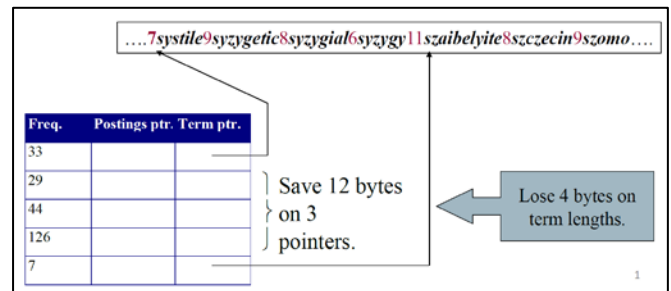 ....7systile9syzygetic8syzygial6syzygy11szaibelyite8szczecin9szomo....
Freq. Postings ptr. Term ptr.
33
29
44
126
7
Save 12 bytes
on 3
pointers.
Lose 4 bytes on
term lengths.
1